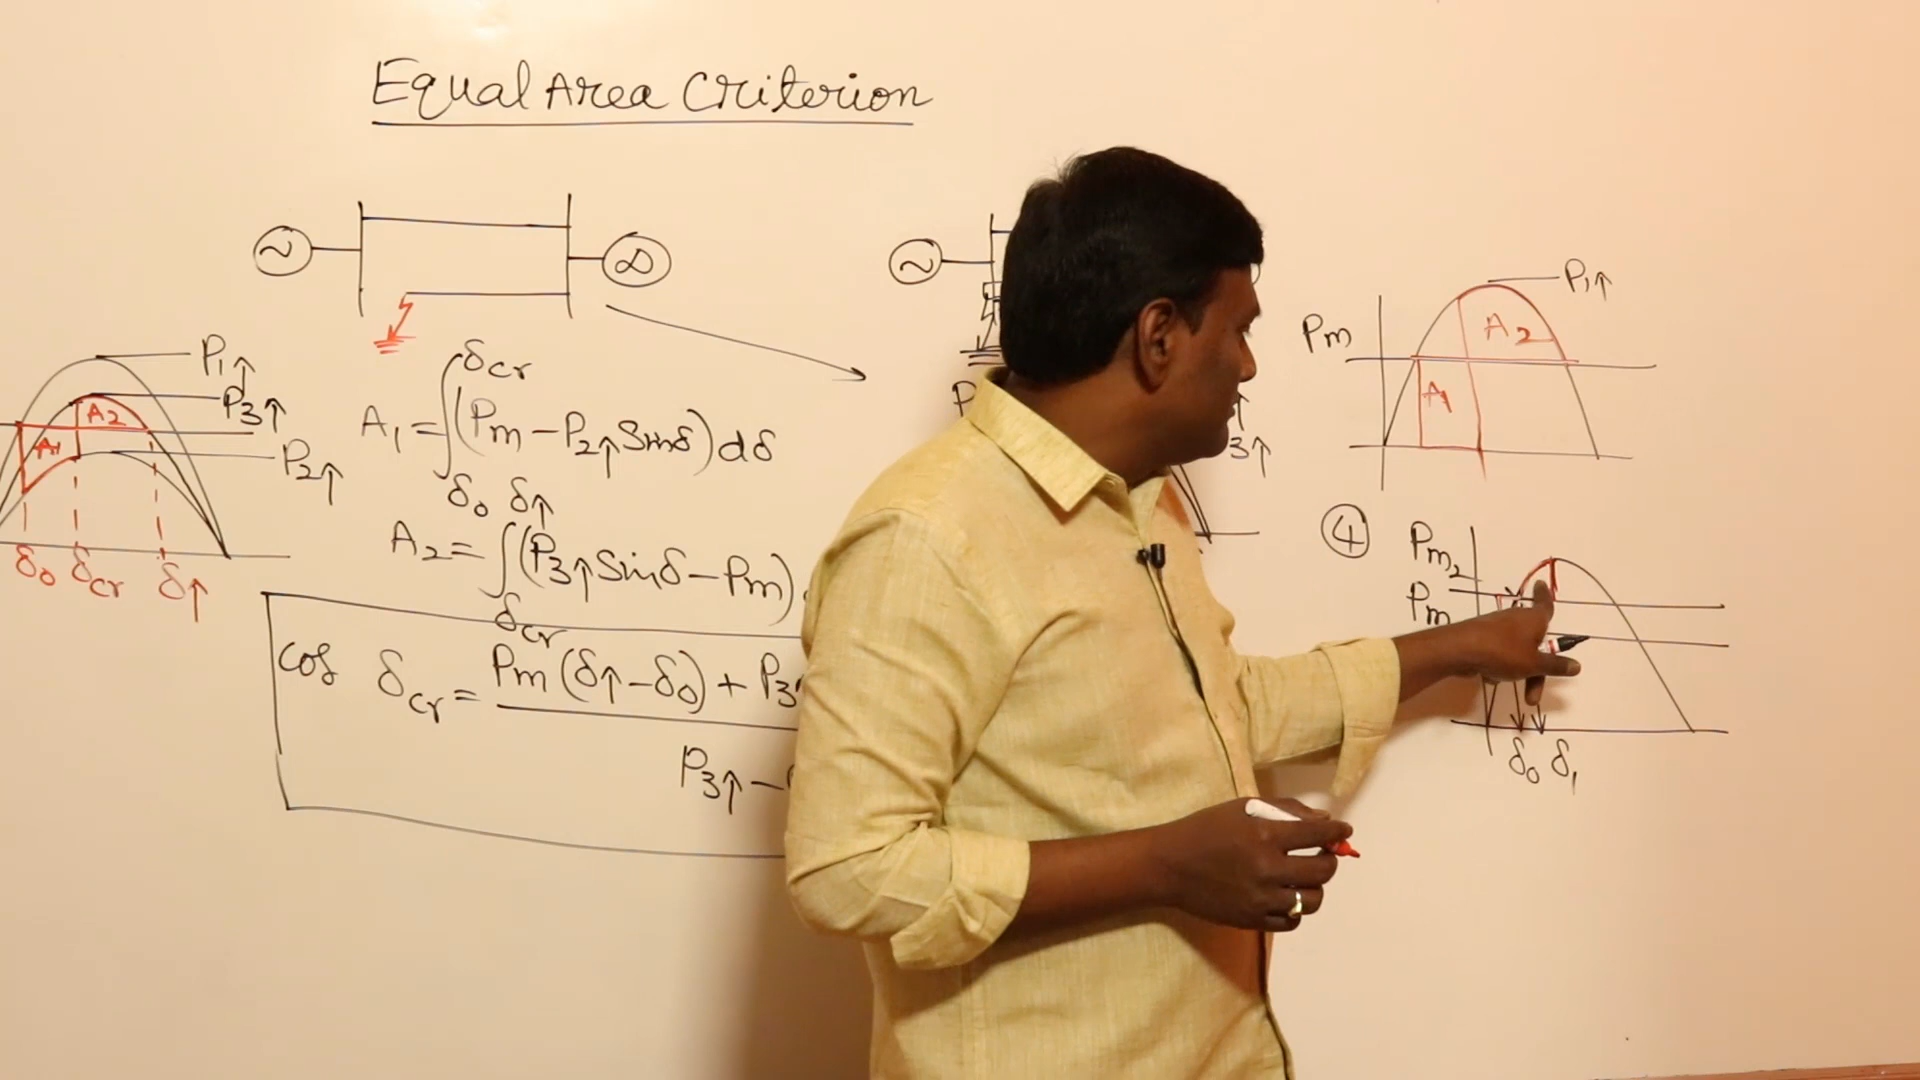 Equal Area Criterion
P1↑
P3↑
P2↑
A2
A1
δ0 δcr δ↑
A1 = ∫ δ0 δcr (Pm − P2↑ Sinδ) dδ
A2 = ∫ δcr δ↑ (P3↑ Sinδ − Pm)
cos δcr = Pm (δ↑ − δ0) + P3
P3↑ −
P
3↑
Pm
P1↑
A1
A2
4
Pm2
Pm
δ0 δ1